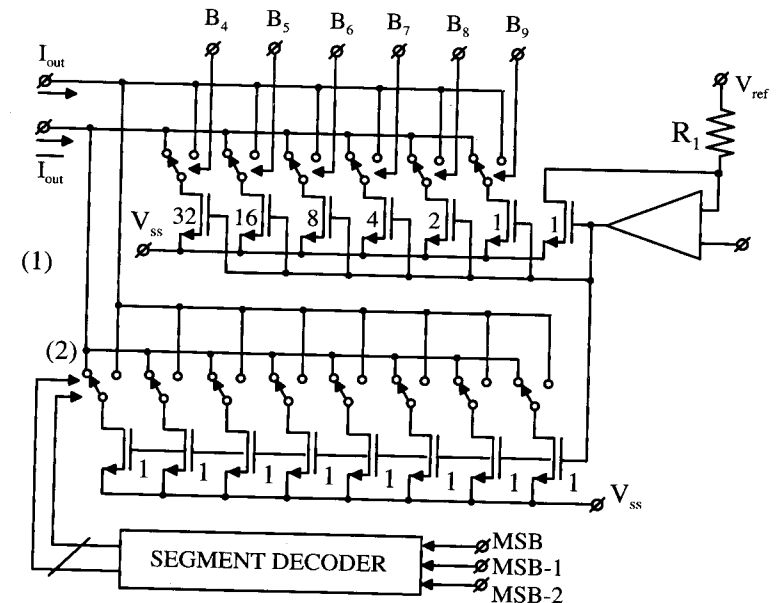 B4 B5 B6 B7 B8 B9
Iout
Vref
R1
Iout
32 16 8 4 2 1 1
Vss
(1)
(2)
1 1 1 1 1 1 1 1
Vss
SEGMENT DECODER
MSB
MSB-1
MSB-2